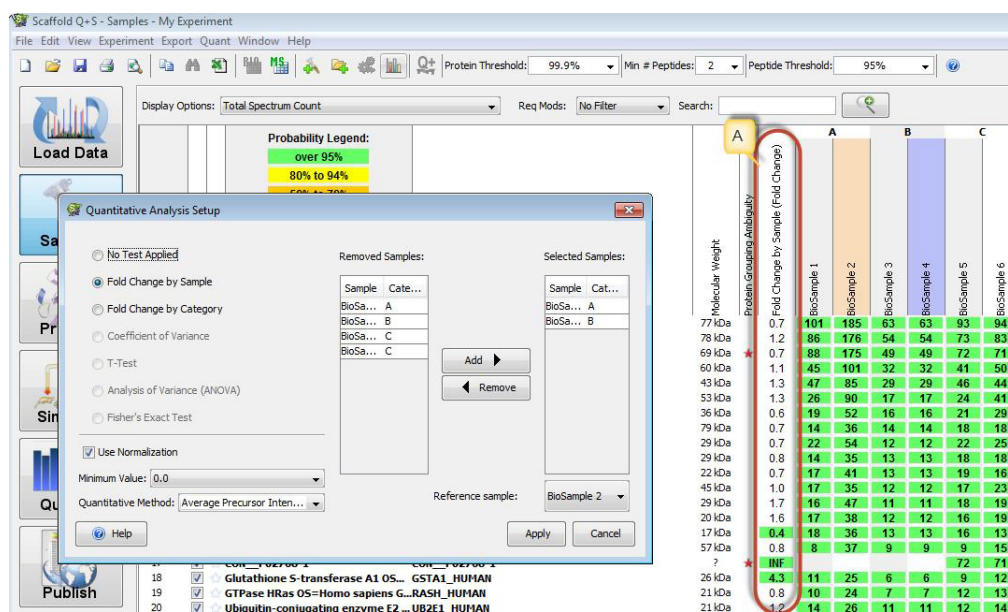 Scaffold Q+S - Samples - My Experiment
File Edit View Experiment Export Quant Window Help
Protein Threshold: 99.9% Min # Peptides: 2 Peptide Threshold: 95%
Display Options: Total Spectrum Count Req Mods: No Filter Search:
Load Data
Probability Legend:
over 95%
80% to 94%
A
A B C
Molecular Weight
Protein Grouping Ambiguity
Fold Change by Sample (Fold Change)
BioSample 1
BioSample 2
BioSample 3
BioSample 4
BioSample 5
BioSample 6
Quantitative Analysis Setup
No Test Applied
Fold Change by Sample
Fold Change by Category
Coefficient of Variance
T-Test
Analysis of Variance (ANOVA)
Fisher's Exact Test
Use Normalization
Minimum Value: 0.0
Quantitative Method: Average Precursor Inten...
Help
Removed Samples:
Sample Cate...
BioSa... A
BioSa... B
BioSa... C
BioSa... C
Add
Remove
Selected Samples:
Sample Cat...
BioSa... A
BioSa... B
Reference sample: BioSample 2
Apply Cancel
77 kDa 0.7 101 185 63 63 93 94
78 kDa 1.2 86 176 54 54 73 83
69 kDa 0.7 88 175 49 49 72 71
60 kDa 1.1 45 101 32 32 41 50
43 kDa 1.3 47 85 29 29 46 44
53 kDa 1.3 26 90 17 17 24 41
36 kDa 0.6 19 52 16 16 21 29
79 kDa 0.7 14 36 14 14 18 18
29 kDa 0.7 22 54 12 12 22 25
29 kDa 0.8 14 35 13 13 18 18
22 kDa 0.7 17 41 13 13 19 16
45 kDa 1.0 17 35 12 12 17 23
29 kDa 1.7 16 47 11 11 18 19
20 kDa 1.6 17 38 12 12 16 19
17 kDa 0.4 18 36 13 13 16 13
57 kDa 0.8 8 37 9 9 9 15
? INF 72 71
18 Glutathione S-transferase A1 OS... GSTA1_HUMAN 26 kDa 4.3 11 25 6 6 9 12
19 GTPase HRas OS=Homo sapiens G... RASH_HUMAN 21 kDa 0.8 10 24 7 7 12 12
20 Ubiquitin-conjugating enzyme E2 ... UB2E1_HUMAN 21 kDa 1.2 14 26 11 11 12 12
Publish